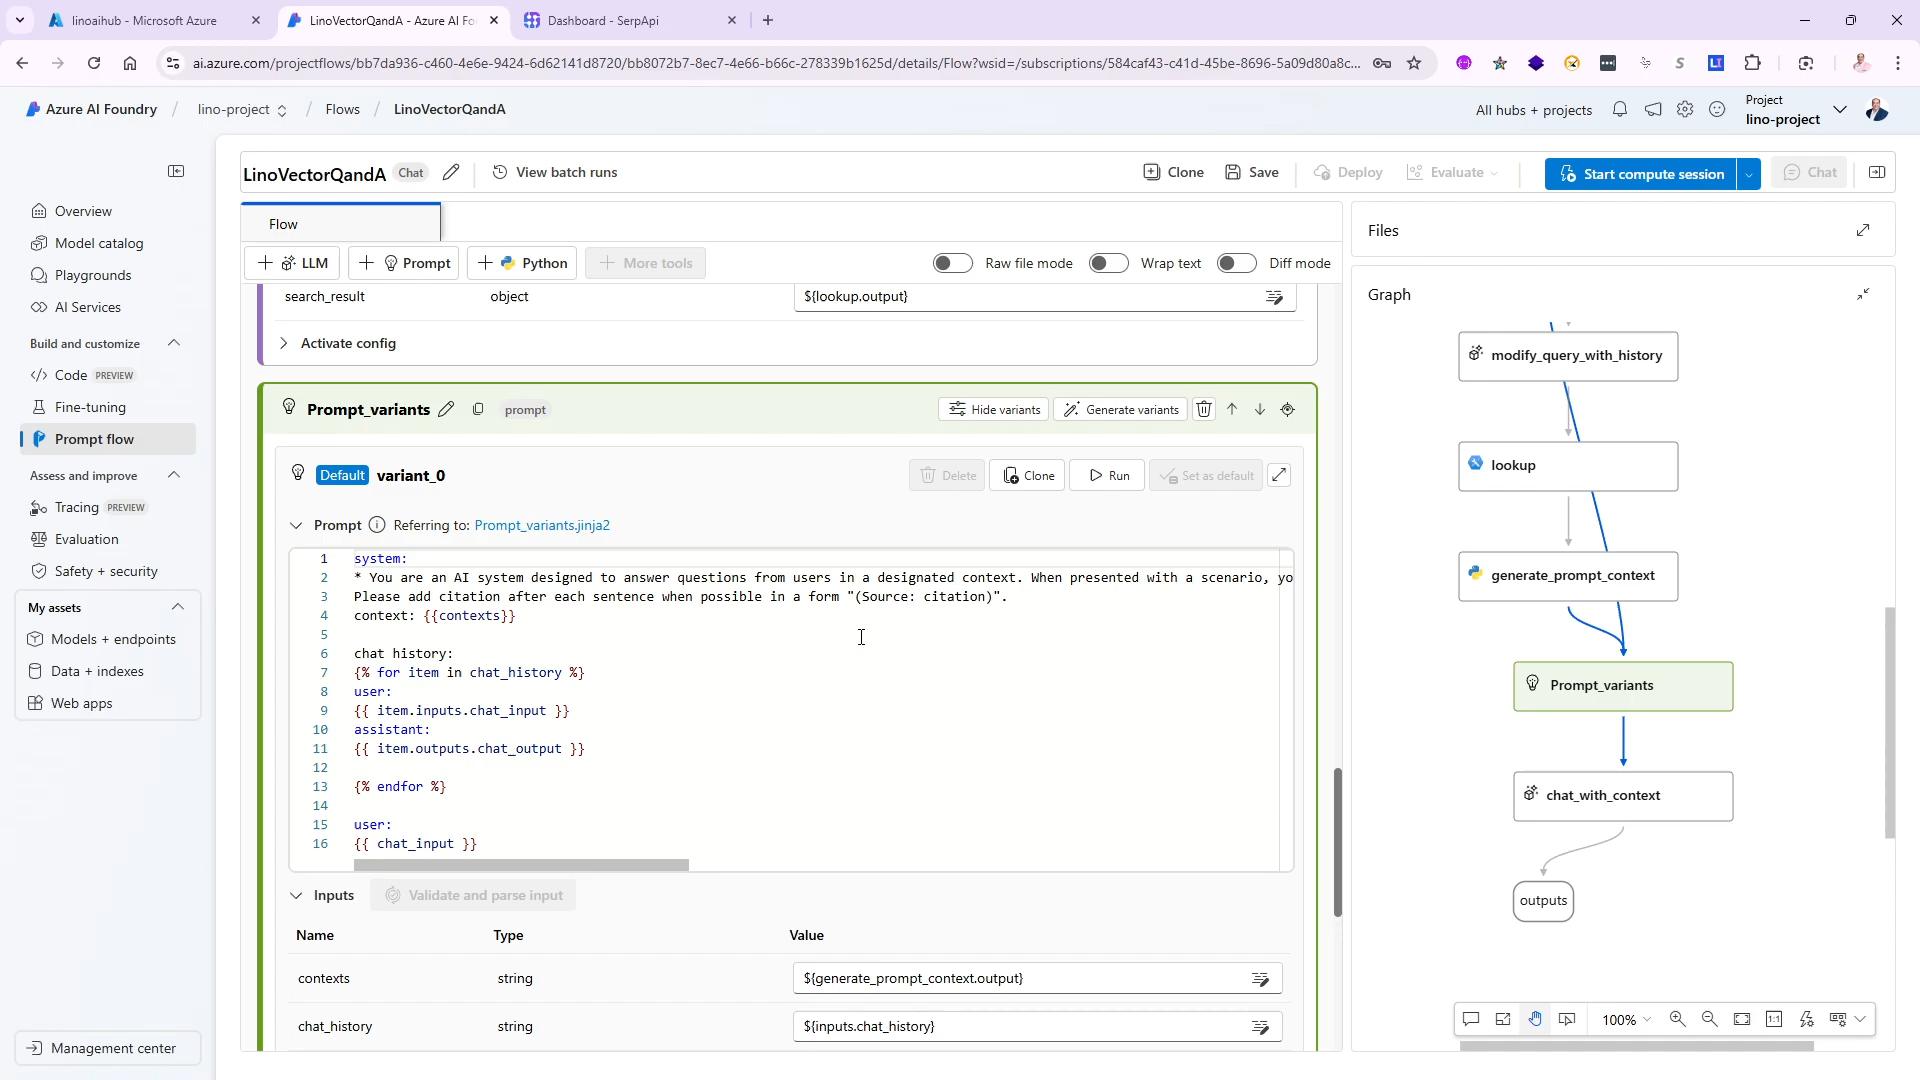 linoaihub - Microsoft Azure
LinoVectorQandA - Azure AI Fo
Dashboard - SerpApi
ai.azure.com/projectflows/bb7da936-c460-4e6e-9424-6d62141d8720/bb8072b7-8ec7-4e66-b66c-278339b1625d/details/Flow?wsid=/subscriptions/584caf43-c41d-45be-8696-5a09d80a8c...
Azure AI Foundry / lino-project / Flows / LinoVectorQandA
All hubs + projects
Project
lino-project
Overview
Model catalog
Playgrounds
AI Services
Build and customize
Code PREVIEW
Fine-tuning
Prompt flow
Assess and improve
Tracing PREVIEW
Evaluation
Safety + security
My assets
Models + endpoints
Data + indexes
Web apps
Management center
LinoVectorQandA Chat
View batch runs
Clone
Save
Deploy
Evaluate
Start compute session
Chat
Flow
+ LLM
+ Prompt
+ Python
+ More tools
Raw file mode
Wrap text
Diff mode
search_result object ${lookup.output}
Activate config
Prompt_variants prompt
Hide variants
Generate variants
Default variant_0
Delete
Clone
Run
Set as default
Prompt Referring to: Prompt_variants.jinja2
1 system:
2 * You are an AI system designed to answer questions from users in a designated context. When presented with a scenario, yo
3 Please add citation after each sentence when possible in a form "(Source: citation)".
4 context: {{contexts}}
5
6 chat history:
7 {% for item in chat_history %}
8 user:
9 {{ item.inputs.chat_input }}
10 assistant:
11 {{ item.outputs.chat_output }}
12
13 {% endfor %}
14
15 user:
16 {{ chat_input }}
Inputs
Validate and parse input
Name Type Value
contexts string ${generate_prompt_context.output}
chat_history string ${inputs.chat_history}
Files
Graph
modify_query_with_history
lookup
generate_prompt_context
Prompt_variants
chat_with_context
outputs
100%
1:1